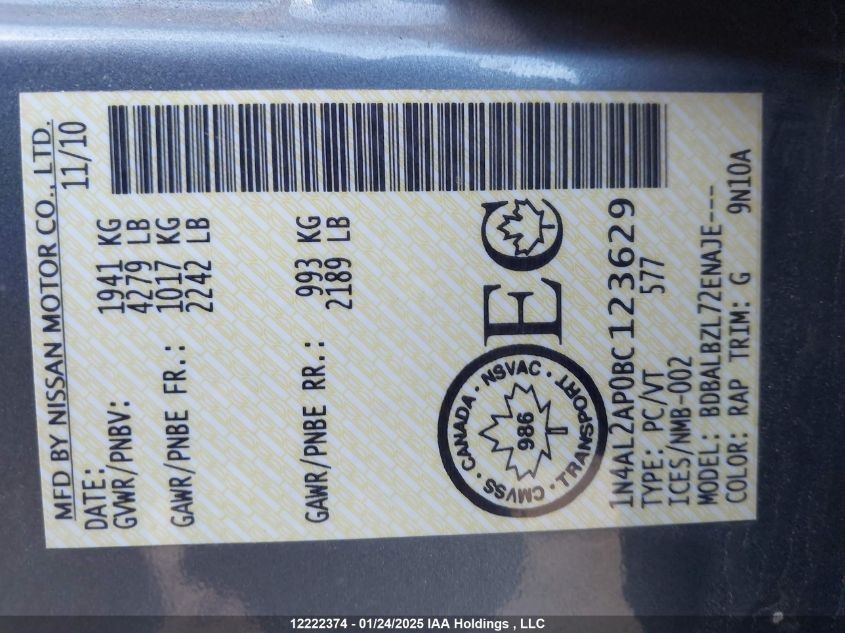 MFD BY NISSAN MOTOR CO., LTD.
DATE: 11/10
GVWR/PNBV: 1941 KG
4279 LB
GAWR/PNBE FR.: 1017 KG
2242 LB
GAWR/PNBE RR.: 993 KG
2189 LB
EC
CANADA · NSVAC · TRANSPORT · CMVSS
986
1N4AL2AP0BC123629
TYPE: PC/VT 577
ICES/NMB-002
MODEL: BDBALBZL72ENAJE---
COLOR: RAP TRIM: G 9N10A
12222374 - 01/24/2025 IAA Holdings , LLC